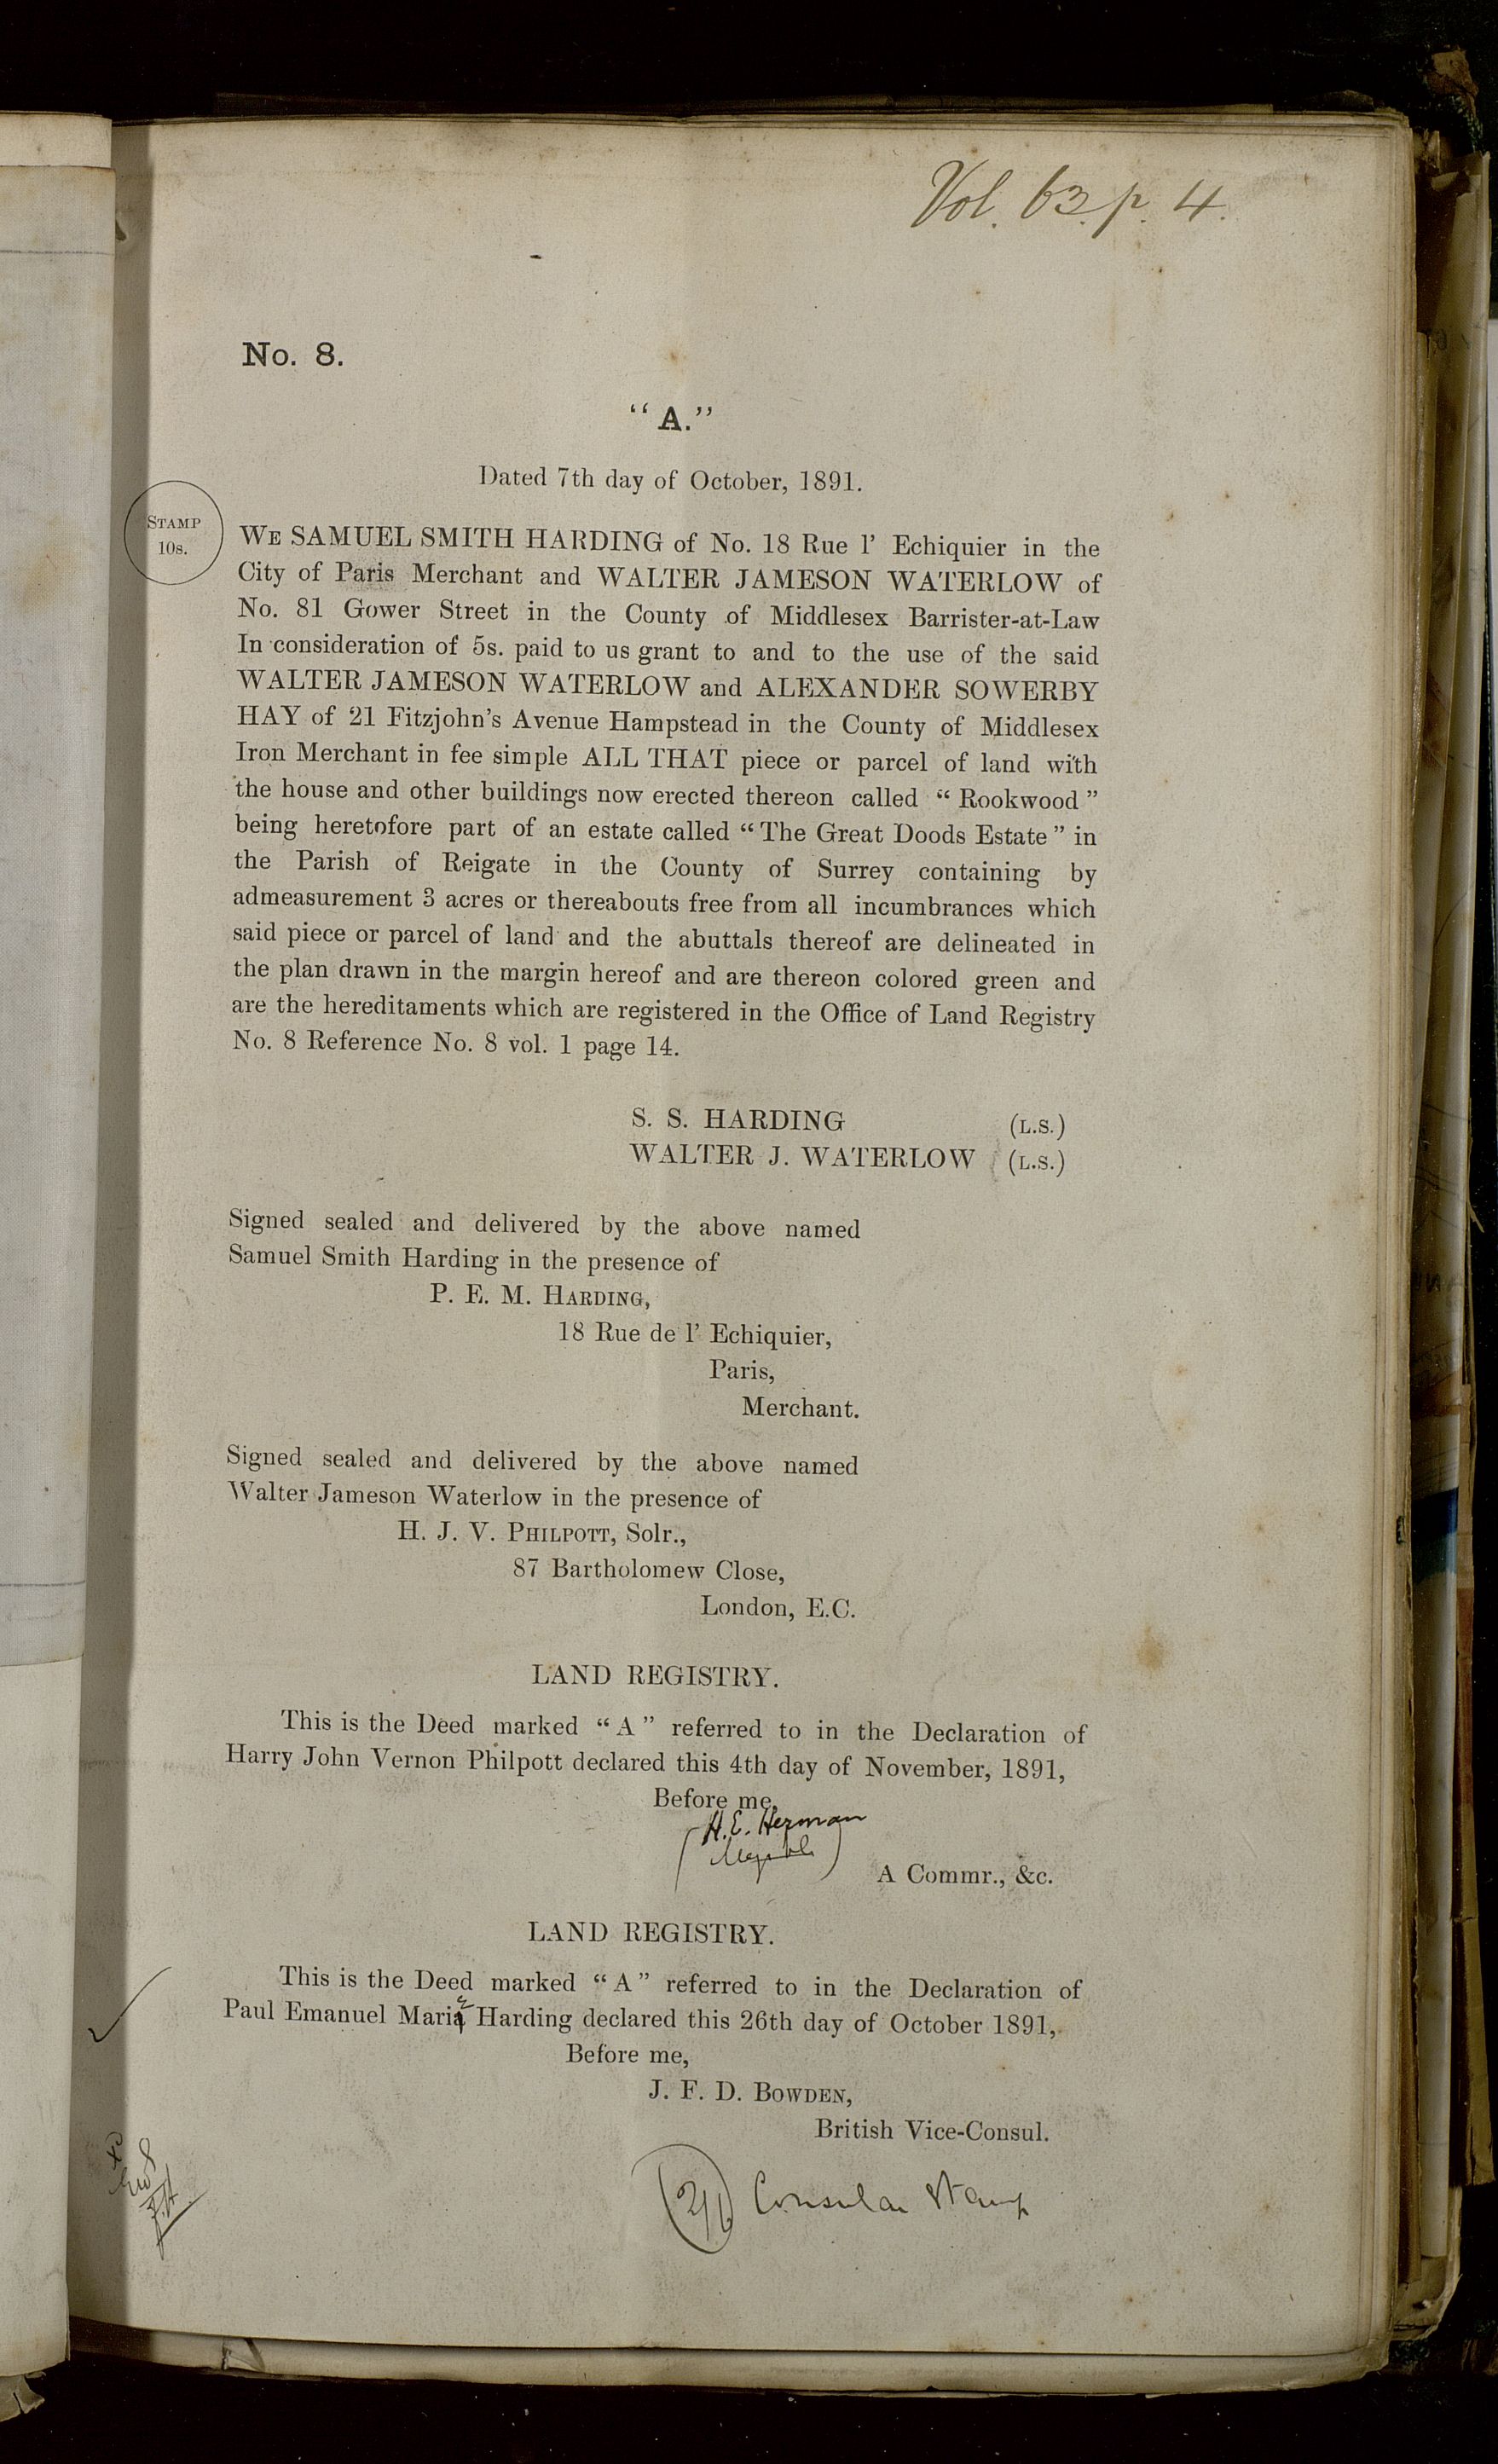 Vol. 63. p. 4.
No. 8.
“A.”
Dated 7th day of October, 1891.
STAMP
10s.
WE SAMUEL SMITH HARDING of No. 18 Rue l’ Echiquier in the
City of Paris Merchant and WALTER JAMESON WATERLOW of
No. 81 Gower Street in the County of Middlesex Barrister-at-Law
In consideration of 5s. paid to us grant to and to the use of the said
WALTER JAMESON WATERLOW and ALEXANDER SOWERBY
HAY of 21 Fitzjohn’s Avenue Hampstead in the County of Middlesex
Iron Merchant in fee simple ALL THAT piece or parcel of land with
the house and other buildings now erected thereon called “Rookwood”
being heretofore part of an estate called “The Great Doods Estate” in
the Parish of Reigate in the County of Surrey containing by
admeasurement 3 acres or thereabouts free from all incumbrances which
said piece or parcel of land and the abuttals thereof are delineated in
the plan drawn in the margin hereof and are thereon colored green and
are the hereditaments which are registered in the Office of Land Registry
No. 8 Reference No. 8 vol. 1 page 14.
S. S. HARDING (L.S.)
WALTER J. WATERLOW (L.S.)
Signed sealed and delivered by the above named
Samuel Smith Harding in the presence of
P. E. M. HARDING,
18 Rue de l’ Echiquier,
Paris,
Merchant.
Signed sealed and delivered by the above named
Walter Jameson Waterlow in the presence of
H. J. V. PHILPOTT, Solr.,
87 Bartholomew Close,
London, E.C.
LAND REGISTRY.
This is the Deed marked “A” referred to in the Declaration of
Harry John Vernon Philpott declared this 4th day of November, 1891,
Before me,
H. E. Herman
(Illegible)
A Commr., &c.
LAND REGISTRY.
This is the Deed marked “A” referred to in the Declaration of
Paul Emanuel Maria Harding declared this 26th day of October 1891,
Before me,
J. F. D. BOWDEN,
British Vice-Consul.
2/6 Consular Stamp